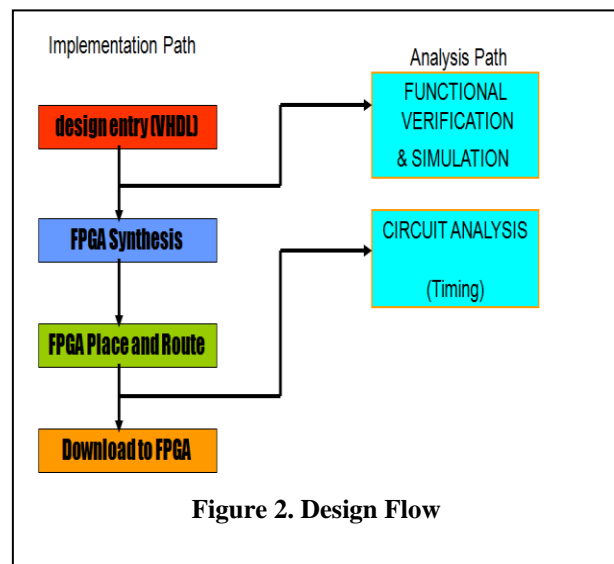 Implementation Path
Analysis Path
design entry (VHDL)
FUNCTIONAL
VERIFICATION
& SIMULATION
FPGA Synthesis
CIRCUIT ANALYSIS
(Timing)
FPGA Place and Route
Download to FPGA
Figure 2. Design Flow